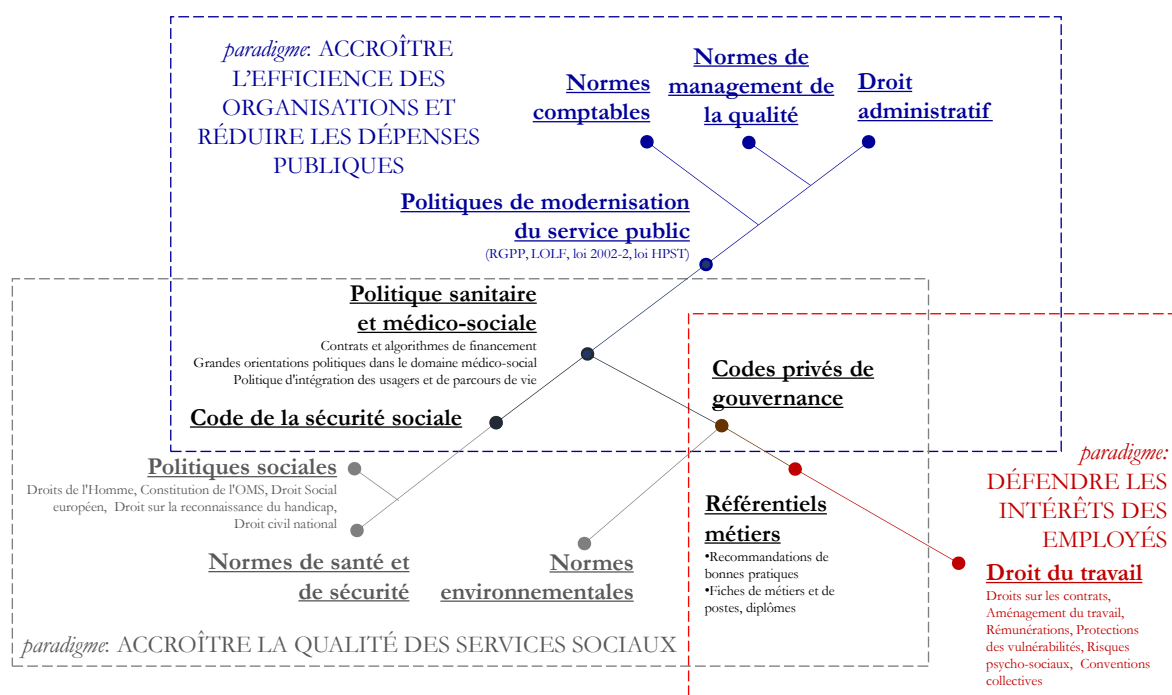 paradigme: ACCROÎTRE
L'EFFICIENCE DES
ORGANISATIONS ET
RÉDUIRE LES DÉPENSES
PUBLIQUES
Normes
comptables
Normes de
management de
la qualité
Droit
administratif
Politiques de modernisation
du service public
(RGPP, LOLF, loi 2002-2, loi HPST)
Politique sanitaire
et médico-sociale
Contrats et algorithmes de financement
Grandes orientations politiques dans le domaine médico-social
Politique d'intégration des usagers et de parcours de vie
Codes privés de
gouvernance
Code de la sécurité sociale
Politiques sociales
Droits de l'Homme, Constitution de l'OMS, Droit Social
européen, Droit sur la reconnaissance du handicap,
Droit civil national
paradigme:
DÉFENDRE LES
INTÉRÊTS DES
EMPLOYÉS
Référentiels
métiers
•Recommandations de
bonnes pratiques
•Fiches de métiers et de
postes, diplômes
Normes de santé et
de sécurité
Normes
environnementales
Droit du travail
Droits sur les contrats,
Aménagement du travail,
Rémunérations, Protections
des vulnérabilités, Risques
psycho-sociaux, Conventions
collectives
paradigme: ACCROÎTRE LA QUALITÉ DES SERVICES SOCIAUX